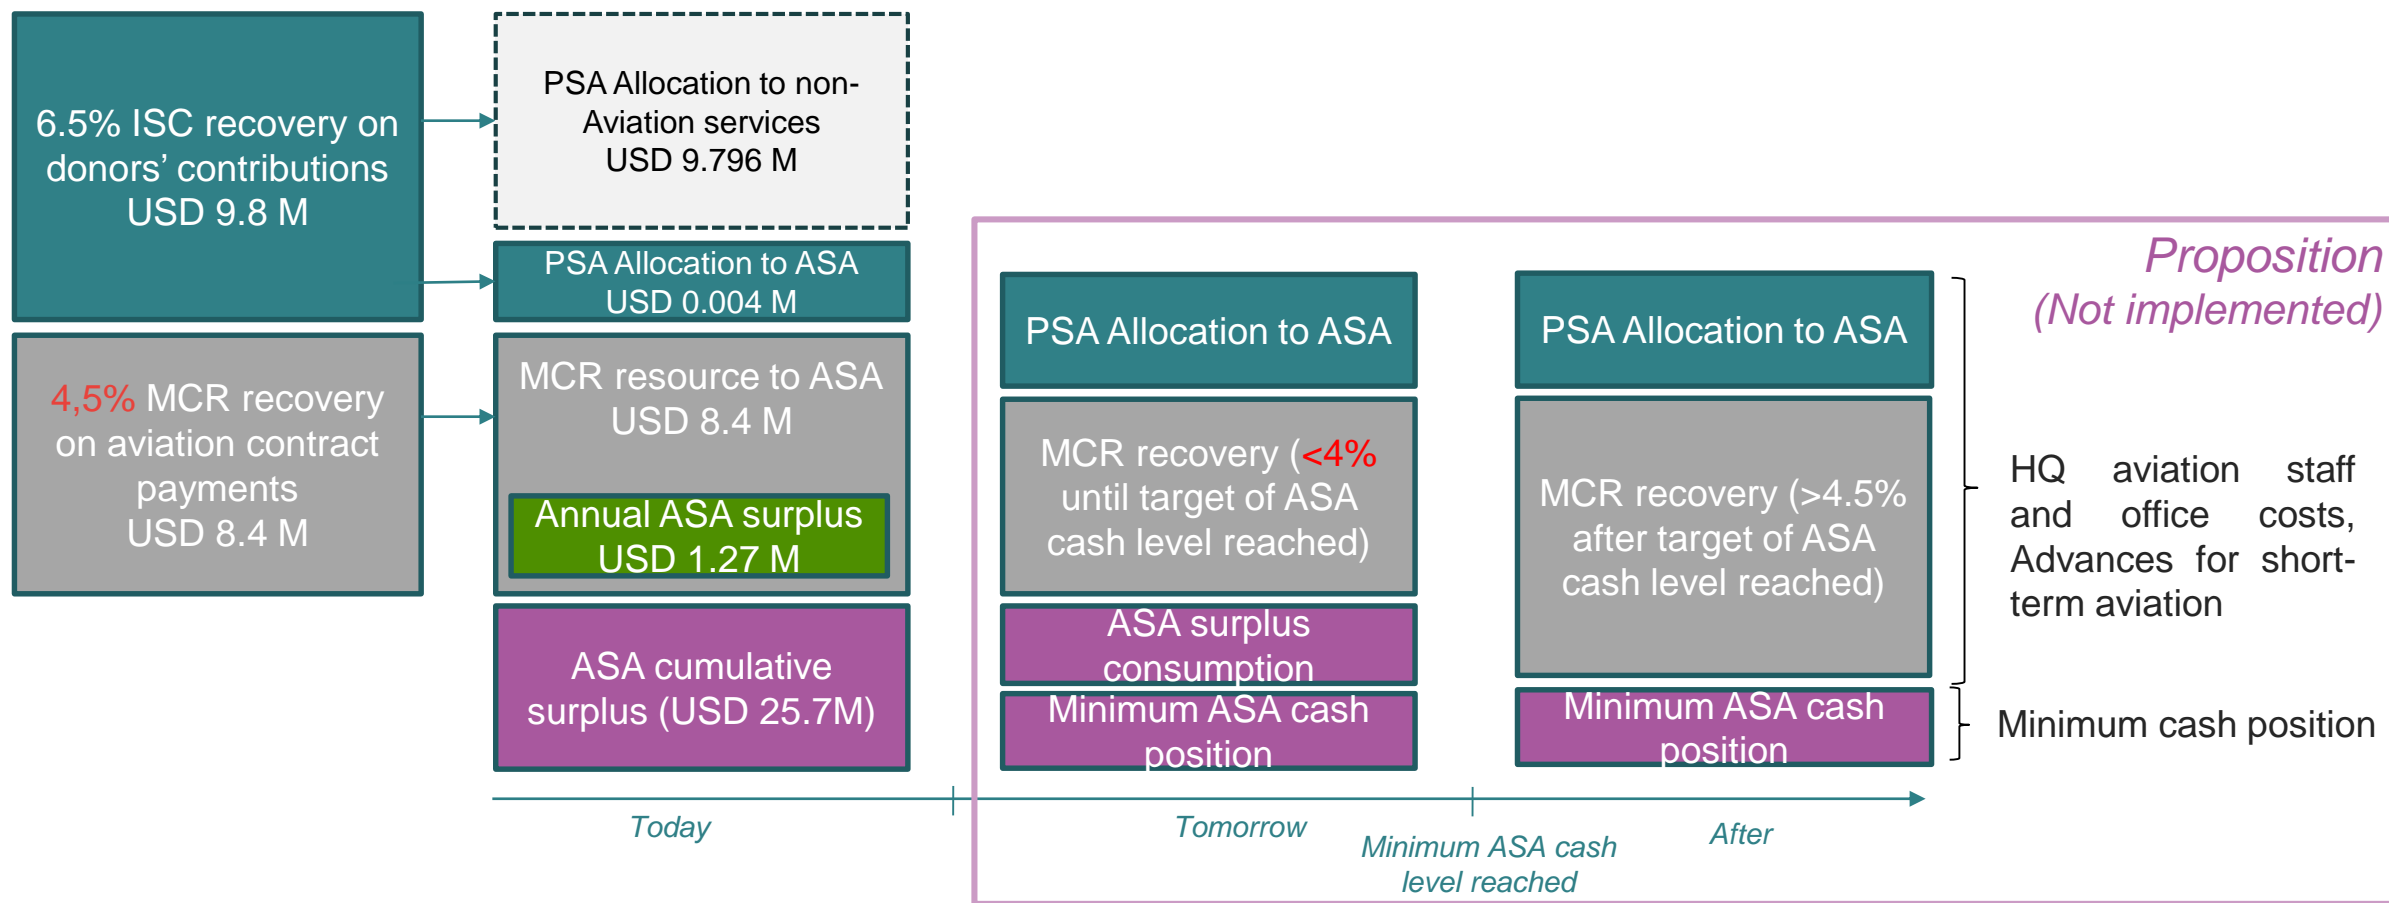 6.5% ISC recovery on
donors’ contributions
USD 9.8 M
4,5% MCR recovery
on aviation contract
payments
USD 8.4 M
PSA Allocation to non-
Aviation services
USD 9.796 M
PSA Allocation to ASA
USD 0.004 M
MCR resource to ASA
USD 8.4 M
Annual ASA surplus
USD 1.27 M
ASA cumulative
surplus (USD 25.7M)
Proposition
(Not implemented)
PSA Allocation to ASA
MCR recovery (<4%
until target of ASA
cash level reached)
ASA surplus
consumption
Minimum ASA cash
position
PSA Allocation to ASA
MCR recovery (>4.5%
after target of ASA
cash level reached)
Minimum ASA cash
position
HQ aviation staff
and office costs,
Advances for short-
term aviation
Minimum cash position
Today
Tomorrow
Minimum ASA cash
level reached
After